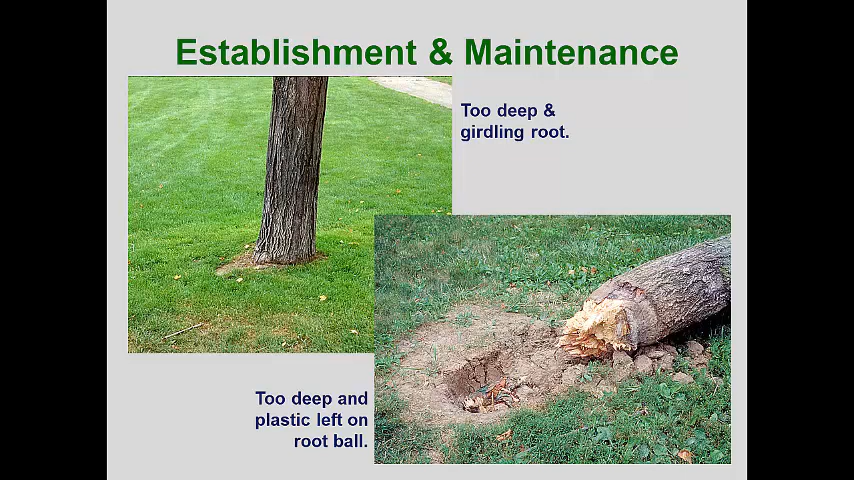 Establishment & Maintenance
Too deep &
girdling root.
Too deep and
plastic left on
root ball.